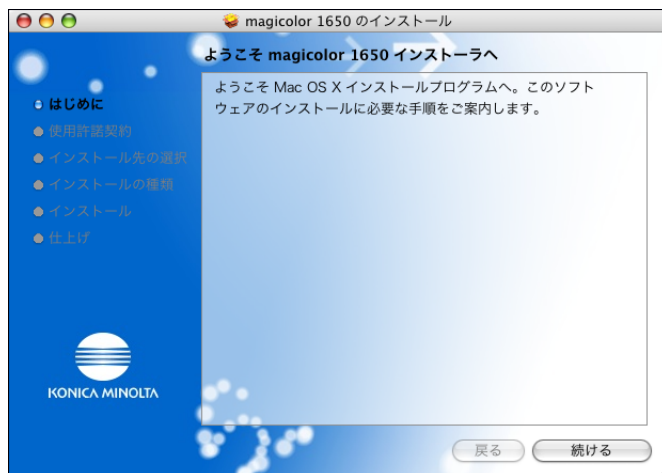 magicolor 1650 のインストール
ようこそ magicolor 1650 インストーラへ
はじめに
使用許諾契約
インストール先の選択
インストールの種類
インストール
仕上げ
ようこそ Mac OS X インストールプログラムへ。このソフト
ウェアのインストールに必要な手順をご案内します。
KONICA MINOLTA
戻る
続ける